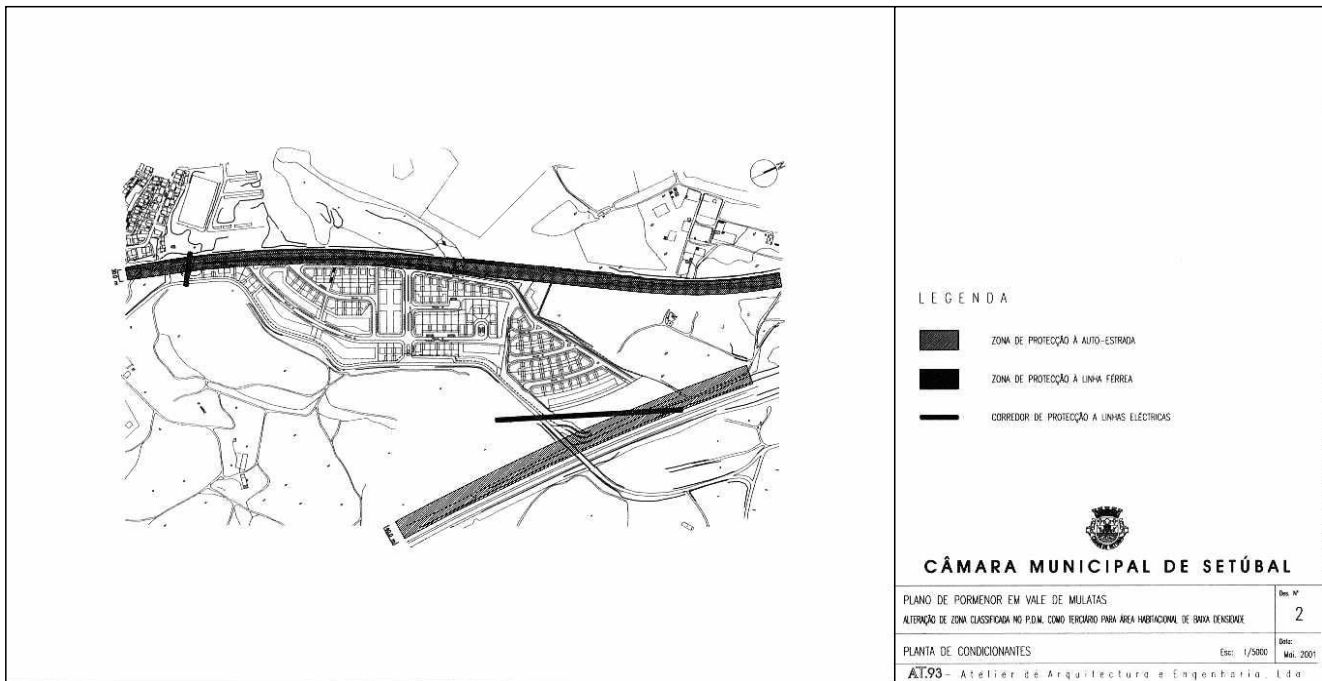 N
LEGENDA
ZONA DE PROTECÇÃO À AUTO-ESTRADA
ZONA DE PROTECÇÃO À LINHA FÉRREA
CORREDOR DE PROTECÇÃO A LINHAS ELÉCTRICAS
CÂMARA MUNICIPAL DE SETÚBAL
PLANO DE PORMENOR EM VALE DE MULATAS
ALTERAÇÃO DE ZONA CLASSIFICADA NO P.D.M. COMO TERCIÁRIO PARA ÁREA HABITACIONAL DE BAIXA DENSIDADE
Des. Nº
2
PLANTA DE CONDICIONANTES
Esc: 1/5000
Data:
Mai. 2001
AT.93 - Atelier de Arquitectura e Engenharia, Lda